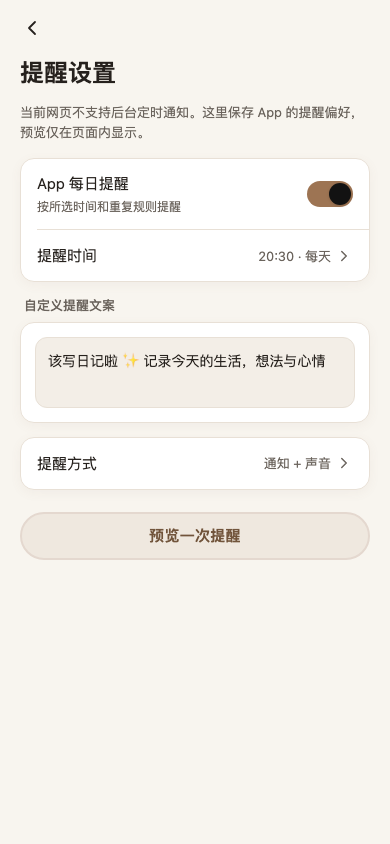 提醒设置
当前网页不支持后台定时通知。这里保存 App 的提醒偏好，
预览仅在页面内显示。
App 每日提醒
按所选时间和重复规则提醒
提醒时间
20:30 · 每天
自定义提醒文案
该写日记啦 ✨ 记录今天的生活，想法与心情
提醒方式
通知 + 声音
预览一次提醒